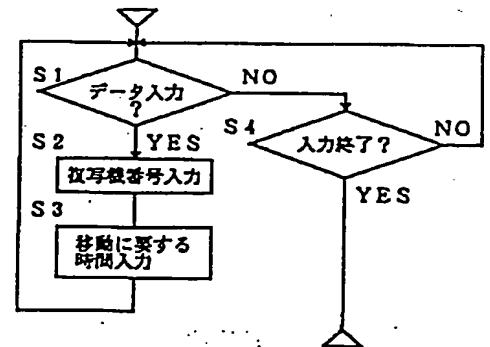 S1
データ入力
?
NO
S2
YES
複写機番号入力
S3
移動に要する
時間入力
S4
入力終了?
NO
YES